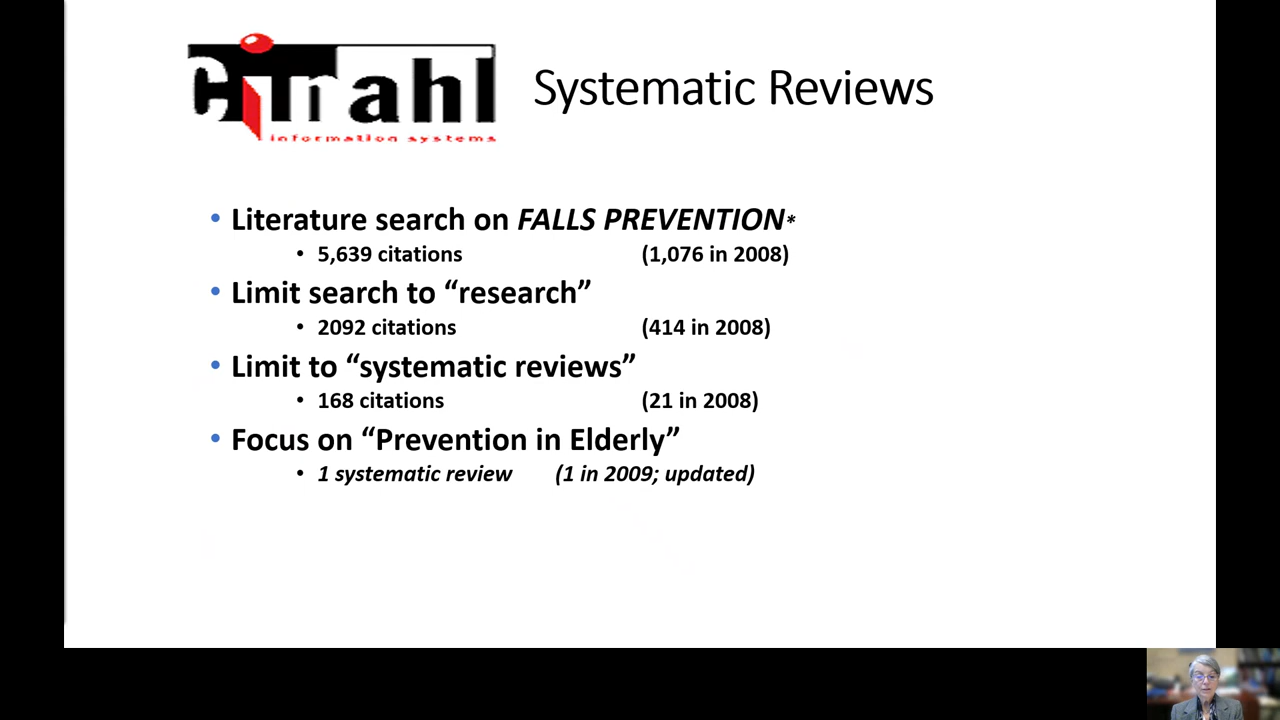 Cinahl
information systems
Systematic Reviews
• Literature search on FALLS PREVENTION*
• 5,639 citations (1,076 in 2008)
• Limit search to “research”
• 2092 citations (414 in 2008)
• Limit to “systematic reviews”
• 168 citations (21 in 2008)
• Focus on “Prevention in Elderly”
• 1 systematic review (1 in 2009; updated)